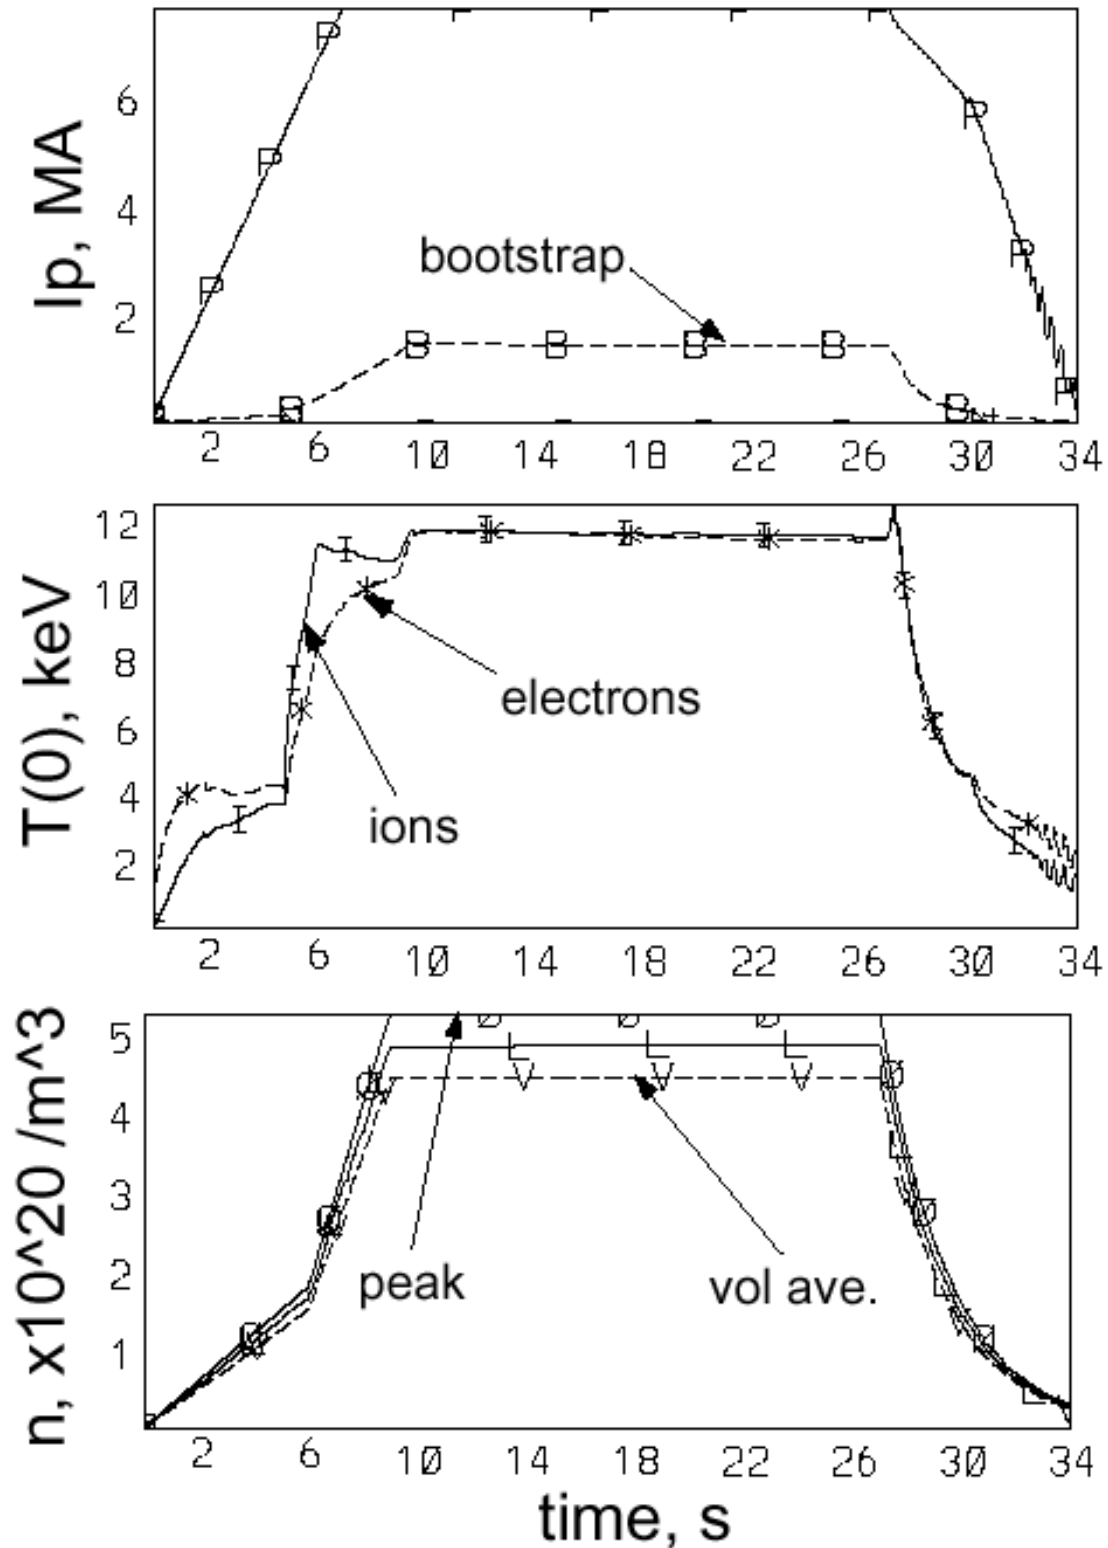 Ip, MA
6
4
2
bootstrap
P P P P P P
B B B B B B
2 6 10 14 18 22 26 30 34
T(0), keV
12
10
8
6
4
2
electrons
ions
2 6 10 14 18 22 26 30 34
n, x10^20 /m^3
5
4
3
2
1
peak
vol ave.
V V V
2 6 10 14 18 22 26 30 34
time, s